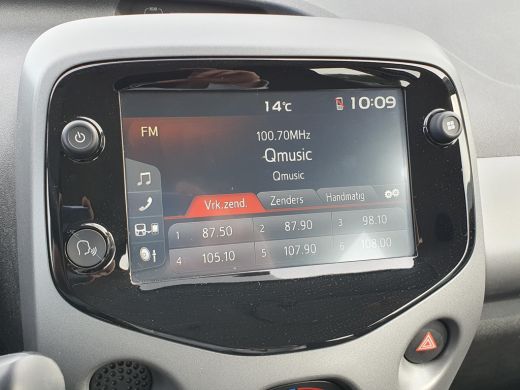 14°C 10:09
FM
100.70MHz
Qmusic
Qmusic
Vrk.zend. Zenders Handmatig
1 87.50 2 87.90 3 98.10
4 105.10 5 107.90 6 108.00